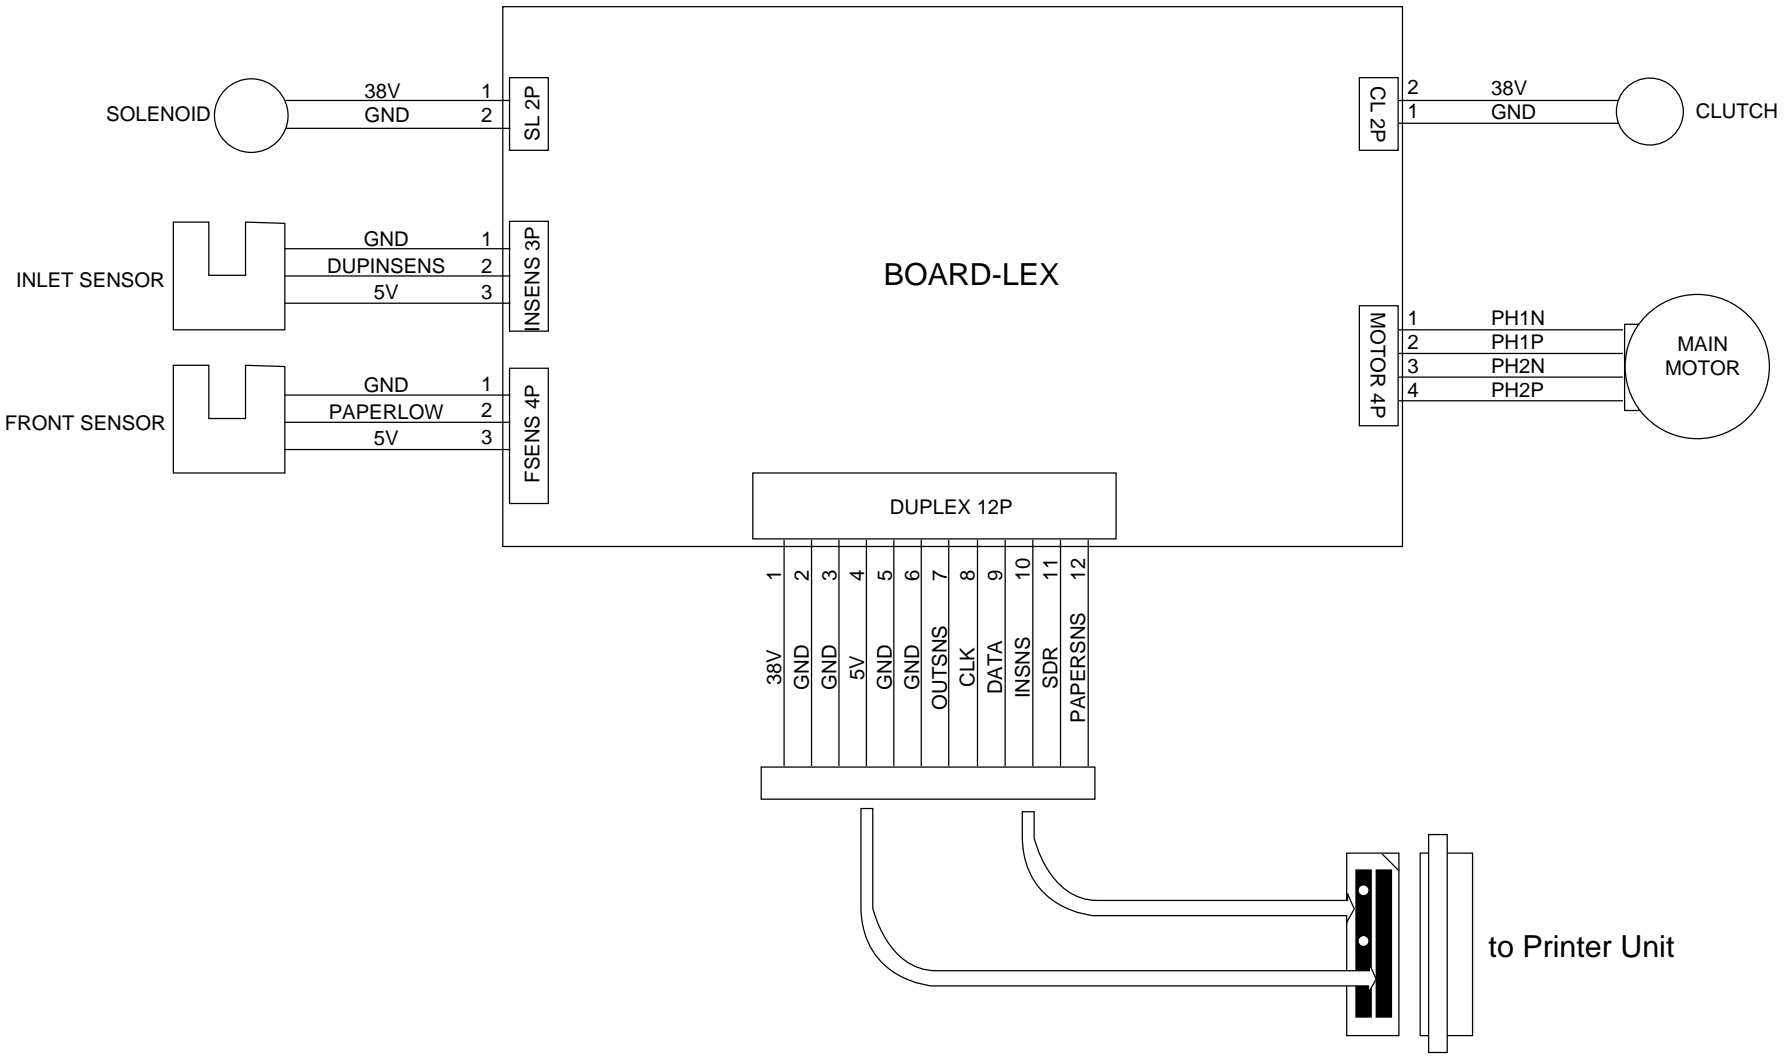 SOLENOID
38V 1
GND 2
SL 2P
INLET SENSOR
GND 1
DUPINSENS 2
5V 3
INSENS 3P
FRONT SENSOR
GND 1
PAPERLOW 2
5V 3
FSENS 4P
BOARD-LEX
CL 2P
2 38V
1 GND
CLUTCH
MOTOR 4P
1 PH1N
2 PH1P
3 PH2N
4 PH2P
MAIN
MOTOR
DUPLEX 12P
1 38V
2 GND
3 GND
4 5V
5 GND
6 GND
7 OUTSNS
8 CLK
9 DATA
10 INSNS
11 SDR
12 PAPERSNS
to Printer Unit